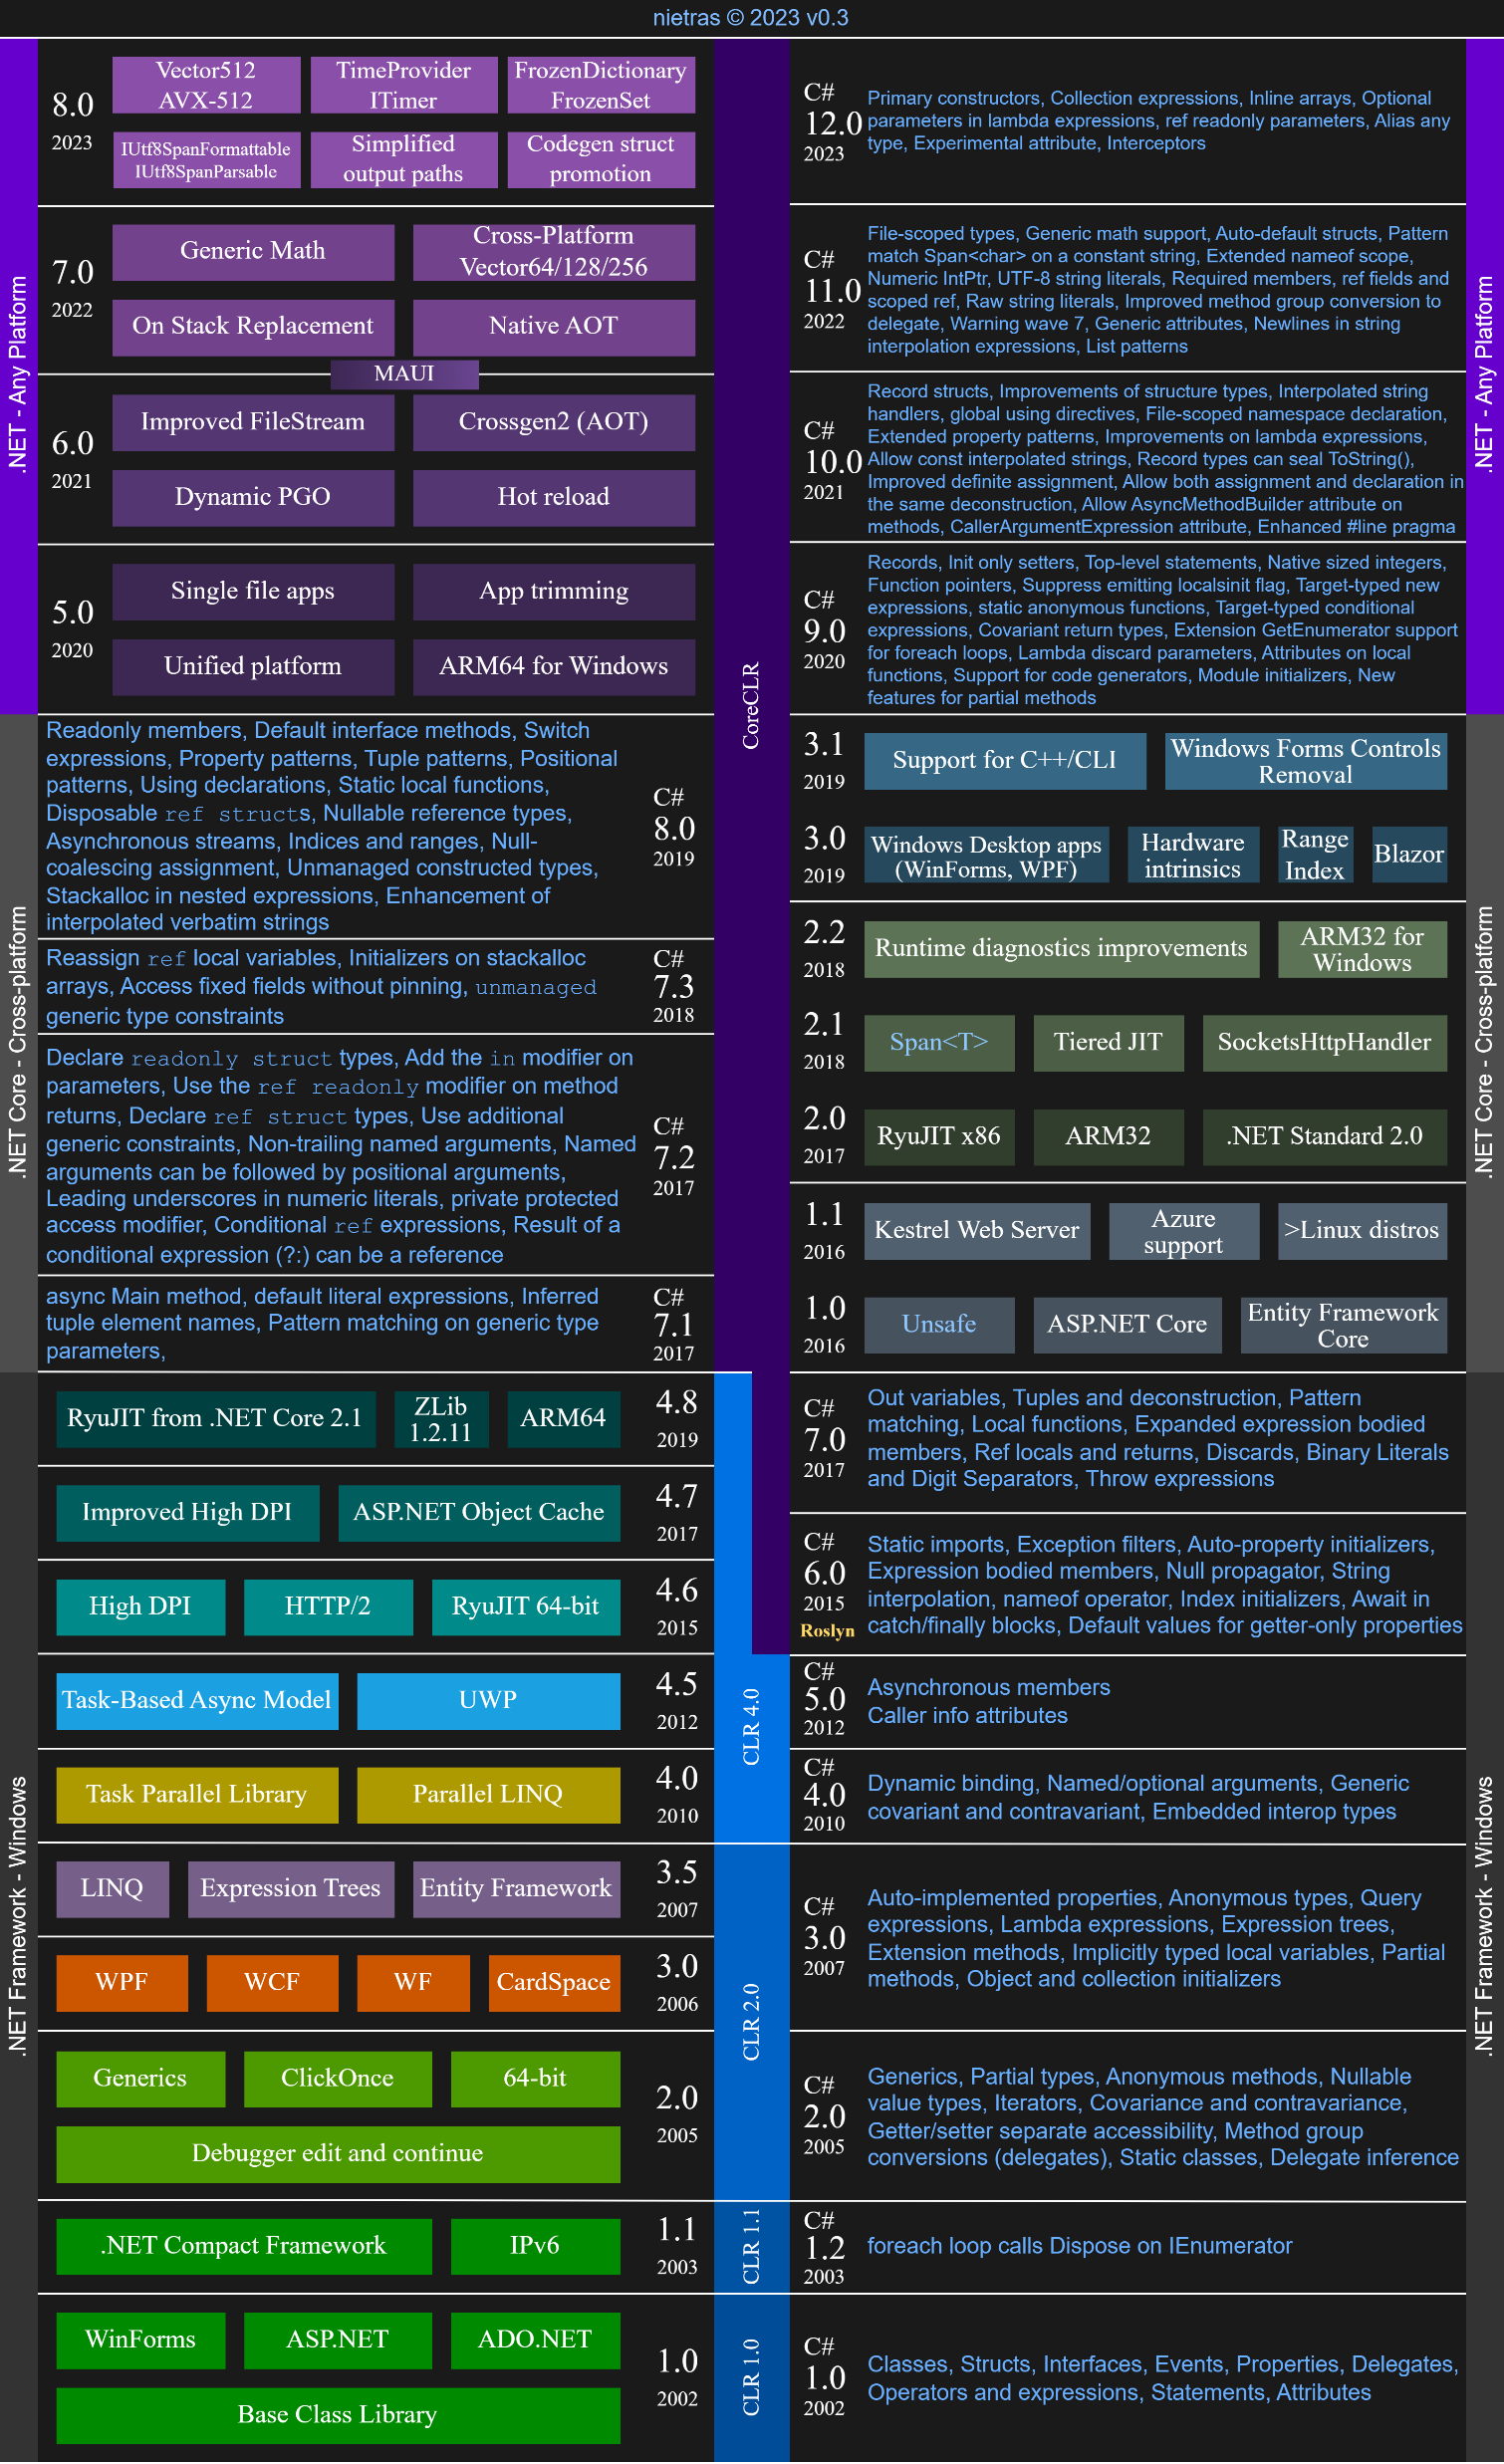 nietras © 2023 v0.3
.NET - Any Platform
8.0
2023
Vector512
AVX-512
TimeProvider
ITimer
FrozenDictionary
FrozenSet
IUtf8SpanFormattable
IUtf8SpanParsable
Simplified
output paths
Codegen struct
promotion
7.0
2022
Generic Math
Cross-Platform
Vector64/128/256
On Stack Replacement
Native AOT
MAUI
6.0
2021
Improved FileStream
Crossgen2 (AOT)
Dynamic PGO
Hot reload
5.0
2020
Single file apps
App trimming
Unified platform
ARM64 for Windows
CoreCLR
C#
12.0
2023
Primary constructors, Collection expressions, Inline arrays, Optional
parameters in lambda expressions, ref readonly parameters, Alias any
type, Experimental attribute, Interceptors
C#
11.0
2022
File-scoped types, Generic math support, Auto-default structs, Pattern
match Span<char> on a constant string, Extended nameof scope,
Numeric IntPtr, UTF-8 string literals, Required members, ref fields and
scoped ref, Raw string literals, Improved method group conversion to
delegate, Warning wave 7, Generic attributes, Newlines in string
interpolation expressions, List patterns
C#
10.0
2021
Record structs, Improvements of structure types, Interpolated string
handlers, global using directives, File-scoped namespace declaration,
Extended property patterns, Improvements on lambda expressions,
Allow const interpolated strings, Record types can seal ToString(),
Improved definite assignment, Allow both assignment and declaration in
the same deconstruction, Allow AsyncMethodBuilder attribute on
methods, CallerArgumentExpression attribute, Enhanced #line pragma
C#
9.0
2020
Records, Init only setters, Top-level statements, Native sized integers,
Function pointers, Suppress emitting localsinit flag, Target-typed new
expressions, static anonymous functions, Target-typed conditional
expressions, Covariant return types, Extension GetEnumerator support
for foreach loops, Lambda discard parameters, Attributes on local
functions, Support for code generators, Module initializers, New
features for partial methods
.NET - Any Platform
.NET Core - Cross-platform
Readonly members, Default interface methods, Switch
expressions, Property patterns, Tuple patterns, Positional
patterns, Using declarations, Static local functions,
Disposable ref structs, Nullable reference types,
Asynchronous streams, Indices and ranges, Null-
coalescing assignment, Unmanaged constructed types,
Stackalloc in nested expressions, Enhancement of
interpolated verbatim strings
C#
8.0
2019
Reassign ref local variables, Initializers on stackalloc
arrays, Access fixed fields without pinning, unmanaged
generic type constraints
C#
7.3
2018
Declare readonly struct types, Add the in modifier on
parameters, Use the ref readonly modifier on method
returns, Declare ref struct types, Use additional
generic constraints, Non-trailing named arguments, Named
arguments can be followed by positional arguments,
Leading underscores in numeric literals, private protected
access modifier, Conditional ref expressions, Result of a
conditional expression (?:) can be a reference
C#
7.2
2017
async Main method, default literal expressions, Inferred
tuple element names, Pattern matching on generic type
parameters,
C#
7.1
2017
3.1
2019
Support for C++/CLI
Windows Forms Controls
Removal
3.0
2019
Windows Desktop apps
(WinForms, WPF)
Hardware
intrinsics
Range
Index
Blazor
2.2
2018
Runtime diagnostics improvements
ARM32 for
Windows
2.1
2018
Span<T>
Tiered JIT
SocketsHttpHandler
2.0
2017
RyuJIT x86
ARM32
.NET Standard 2.0
1.1
2016
Kestrel Web Server
Azure
support
>Linux distros
1.0
2016
Unsafe
ASP.NET Core
Entity Framework
Core
.NET Core - Cross-platform
.NET Framework - Windows
RyuJIT from .NET Core 2.1
ZLib
1.2.11
ARM64
4.8
2019
Improved High DPI
ASP.NET Object Cache
4.7
2017
High DPI
HTTP/2
RyuJIT 64-bit
4.6
2015
Task-Based Async Model
UWP
4.5
2012
Task Parallel Library
Parallel LINQ
4.0
2010
LINQ
Expression Trees
Entity Framework
3.5
2007
WPF
WCF
WF
CardSpace
3.0
2006
Generics
ClickOnce
64-bit
Debugger edit and continue
2.0
2005
.NET Compact Framework
IPv6
1.1
2003
WinForms
ASP.NET
ADO.NET
Base Class Library
1.0
2002
CLR 4.0
CLR 2.0
CLR 1.1
CLR 1.0
C#
7.0
2017
Out variables, Tuples and deconstruction, Pattern
matching, Local functions, Expanded expression bodied
members, Ref locals and returns, Discards, Binary Literals
and Digit Separators, Throw expressions
C#
6.0
2015
Roslyn
Static imports, Exception filters, Auto-property initializers,
Expression bodied members, Null propagator, String
interpolation, nameof operator, Index initializers, Await in
catch/finally blocks, Default values for getter-only properties
C#
5.0
2012
Asynchronous members
Caller info attributes
C#
4.0
2010
Dynamic binding, Named/optional arguments, Generic
covariant and contravariant, Embedded interop types
C#
3.0
2007
Auto-implemented properties, Anonymous types, Query
expressions, Lambda expressions, Expression trees,
Extension methods, Implicitly typed local variables, Partial
methods, Object and collection initializers
C#
2.0
2005
Generics, Partial types, Anonymous methods, Nullable
value types, Iterators, Covariance and contravariance,
Getter/setter separate accessibility, Method group
conversions (delegates), Static classes, Delegate inference
C#
1.2
2003
foreach loop calls Dispose on IEnumerator
C#
1.0
2002
Classes, Structs, Interfaces, Events, Properties, Delegates,
Operators and expressions, Statements, Attributes
.NET Framework - Windows